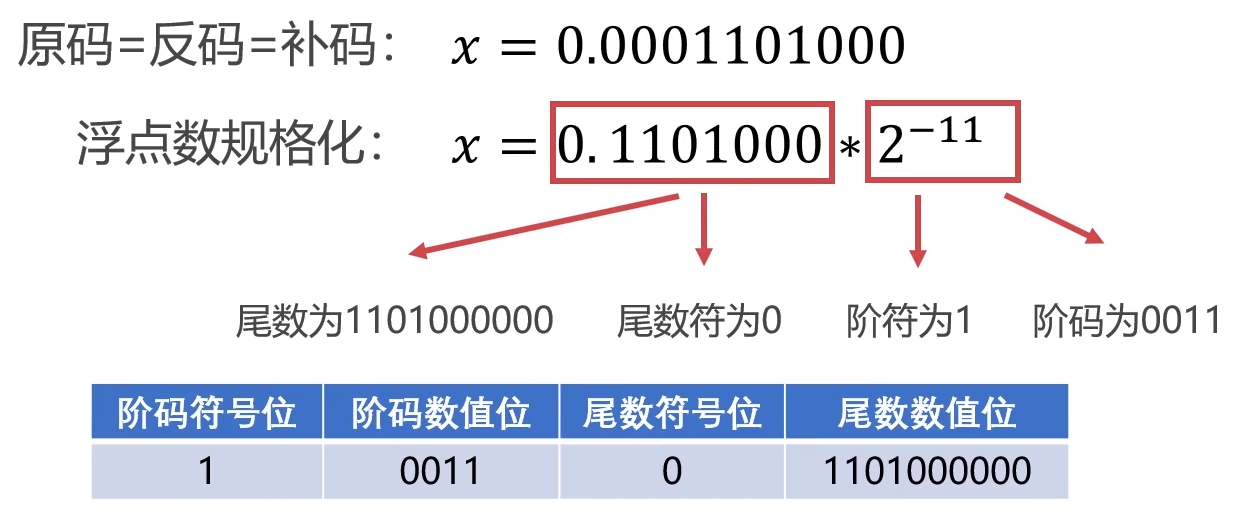 原码=反码=补码： x = 0.0001101000
浮点数规格化： x = 0.1101000 * 2⁻¹¹
尾数为1101000000 尾数符为0 阶符为1 阶码为0011
阶码符号位 阶码数值位 尾数符号位 尾数数值位
1 0011 0 1101000000